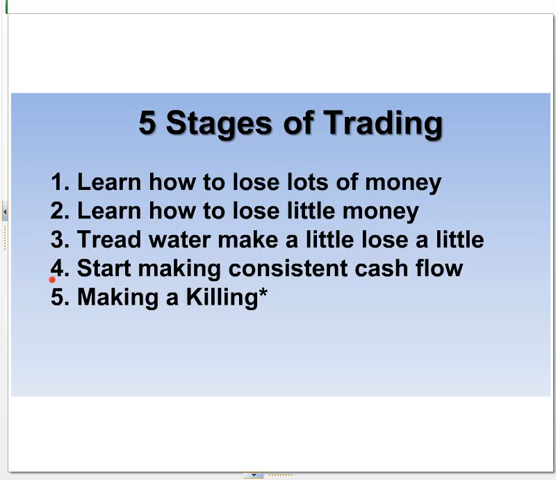 5 Stages of Trading
1. Learn how to lose lots of money
2. Learn how to lose little money
3. Tread water make a little lose a little
4. Start making consistent cash flow
5. Making a Killing*